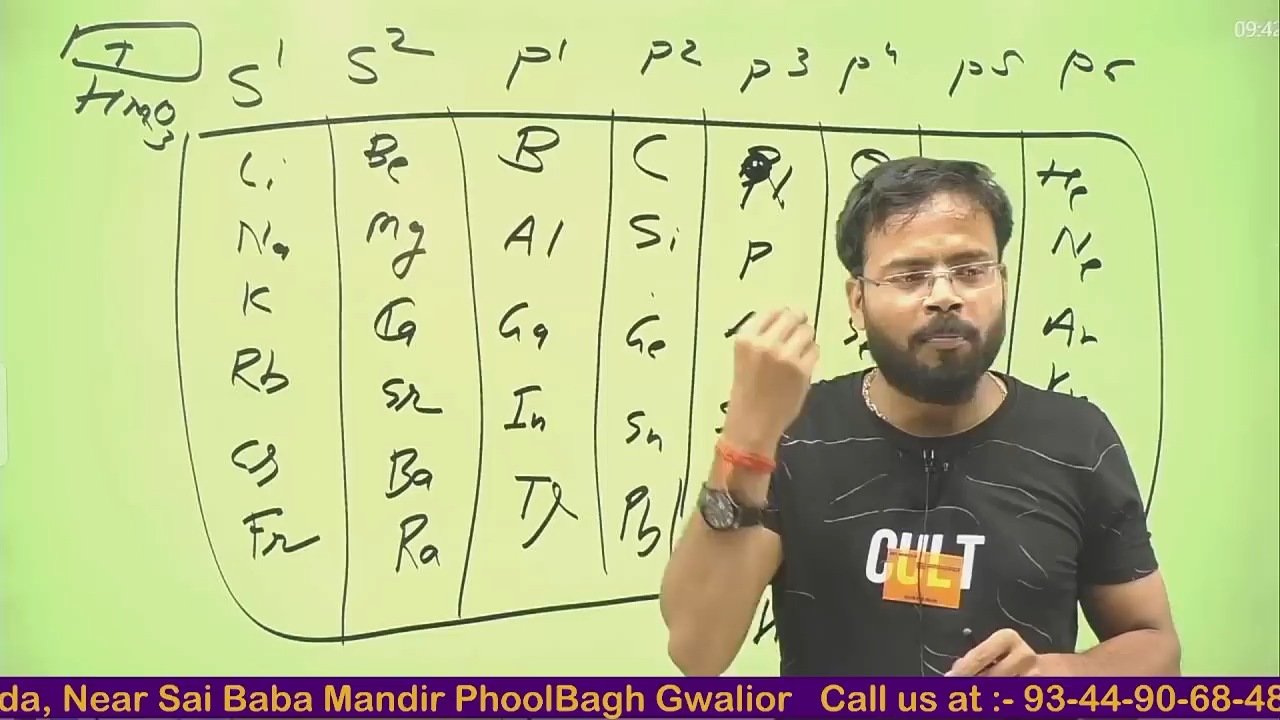 09:42
I
HNO3
s1 s2 p1 p2 p3 p4 p5 p6
Li Be B C He
Na Mg Al Si P Ne
K Ca Ga Ge Ar
Rb Sr In Sn
Cs Ba Tl Pb
Fr Ra
CULT
da, Near Sai Baba Mandir PhoolBagh Gwalior Call us at :- 93-44-90-68-48